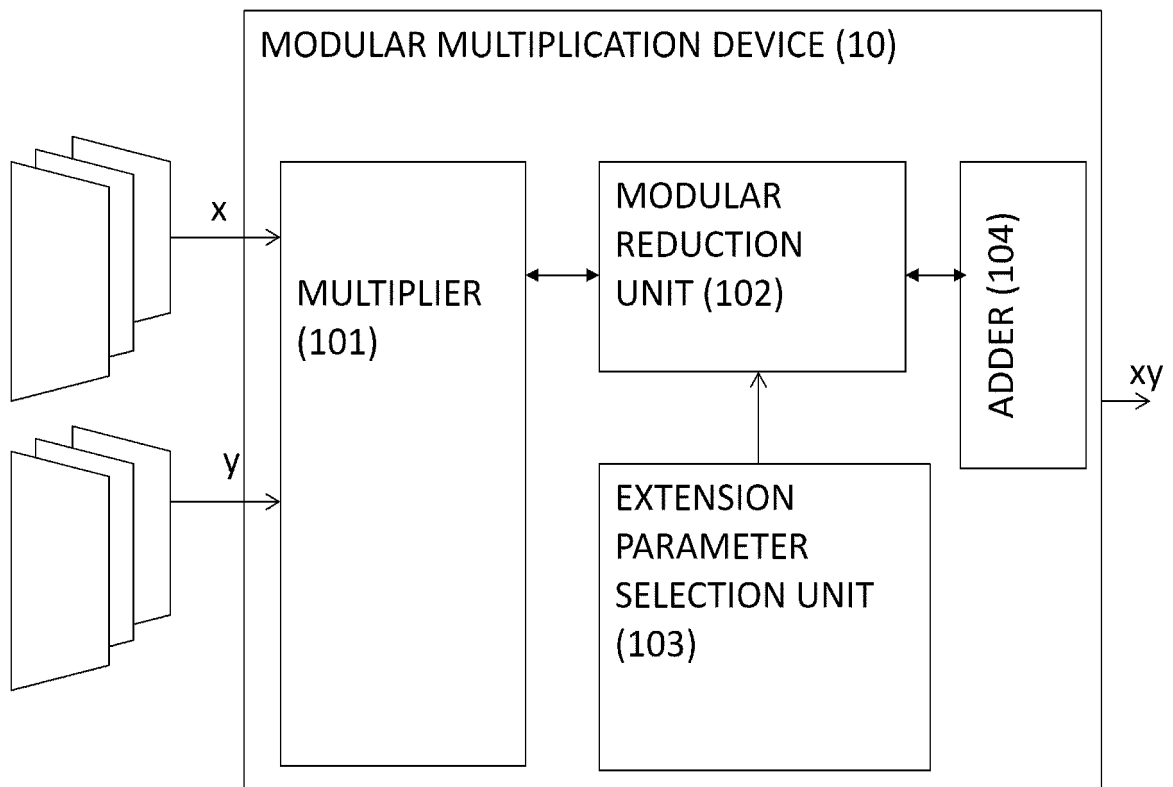 MODULAR MULTIPLICATION DEVICE (10)
x
y
MULTIPLIER
(101)
MODULAR
REDUCTION
UNIT (102)
EXTENSION
PARAMETER
SELECTION UNIT
(103)
ADDER (104)
xy